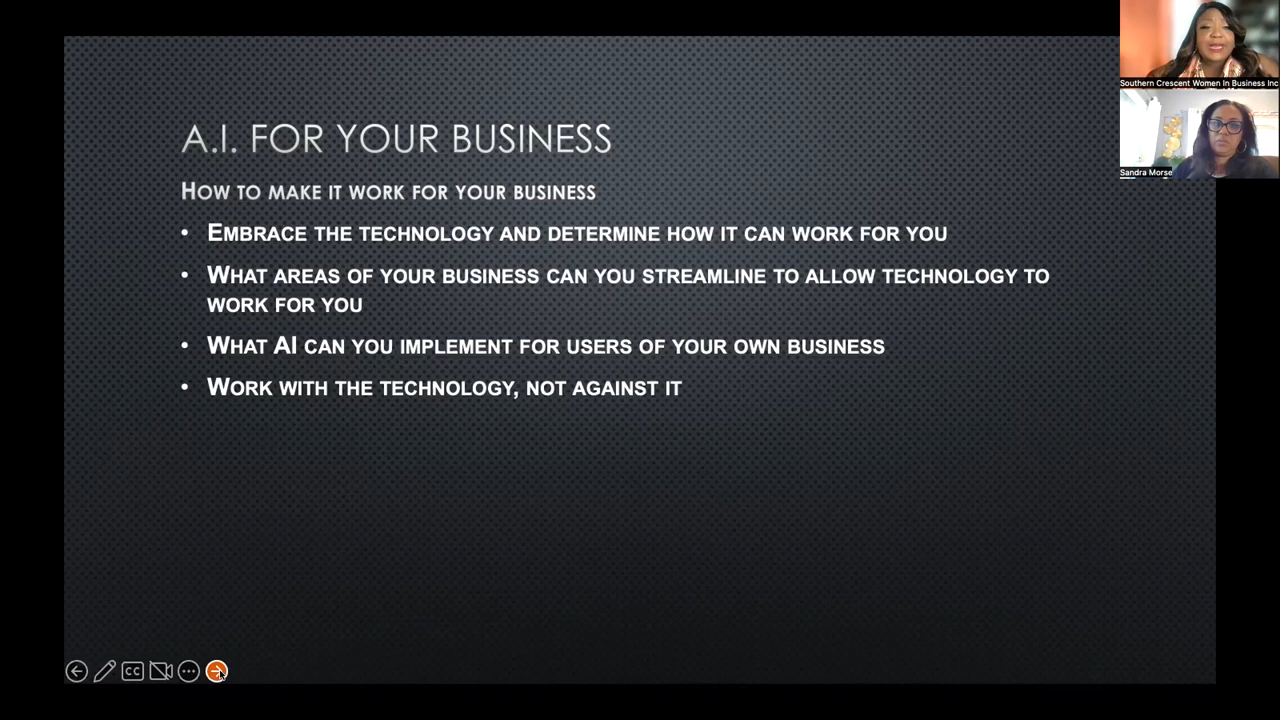 A.I. FOR YOUR BUSINESS
HOW TO MAKE IT WORK FOR YOUR BUSINESS
• EMBRACE THE TECHNOLOGY AND DETERMINE HOW IT CAN WORK FOR YOU
• WHAT AREAS OF YOUR BUSINESS CAN YOU STREAMLINE TO ALLOW TECHNOLOGY TO
WORK FOR YOU
• WHAT AI CAN YOU IMPLEMENT FOR USERS OF YOUR OWN BUSINESS
• WORK WITH THE TECHNOLOGY, NOT AGAINST IT
Southern Crescent Women In Business Inc
Sandra Morse
CC